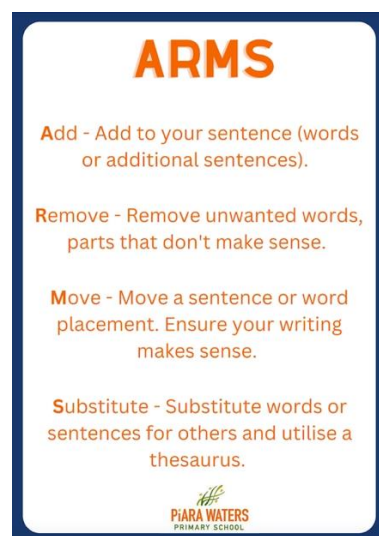 ARMS
Add - Add to your sentence (words
or additional sentences).
Remove - Remove unwanted words,
parts that don't make sense.
Move - Move a sentence or word
placement. Ensure your writing
makes sense.
Substitute - Substitute words or
sentences for others and utilise a
thesaurus.
PiARA WATERS
PRIMARY SCHOOL